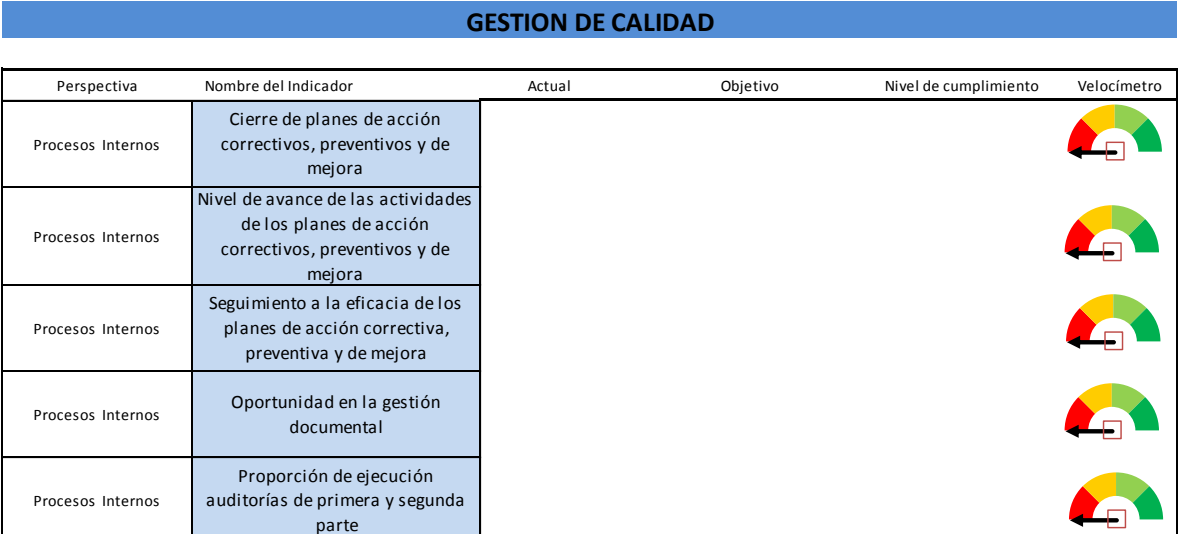 GESTION DE CALIDAD
Perspectiva Nombre del Indicador Actual Objetivo Nivel de cumplimiento Velocímetro
Procesos Internos
Cierre de planes de acción
correctivos, preventivos y de
mejora
Procesos Internos
Nivel de avance de las actividades
de los planes de acción
correctivos, preventivos y de
mejora
Procesos Internos
Seguimiento a la eficacia de los
planes de acción correctiva,
preventiva y de mejora
Procesos Internos
Oportunidad en la gestión
documental
Procesos Internos
Proporción de ejecución
auditorías de primera y segunda
parte